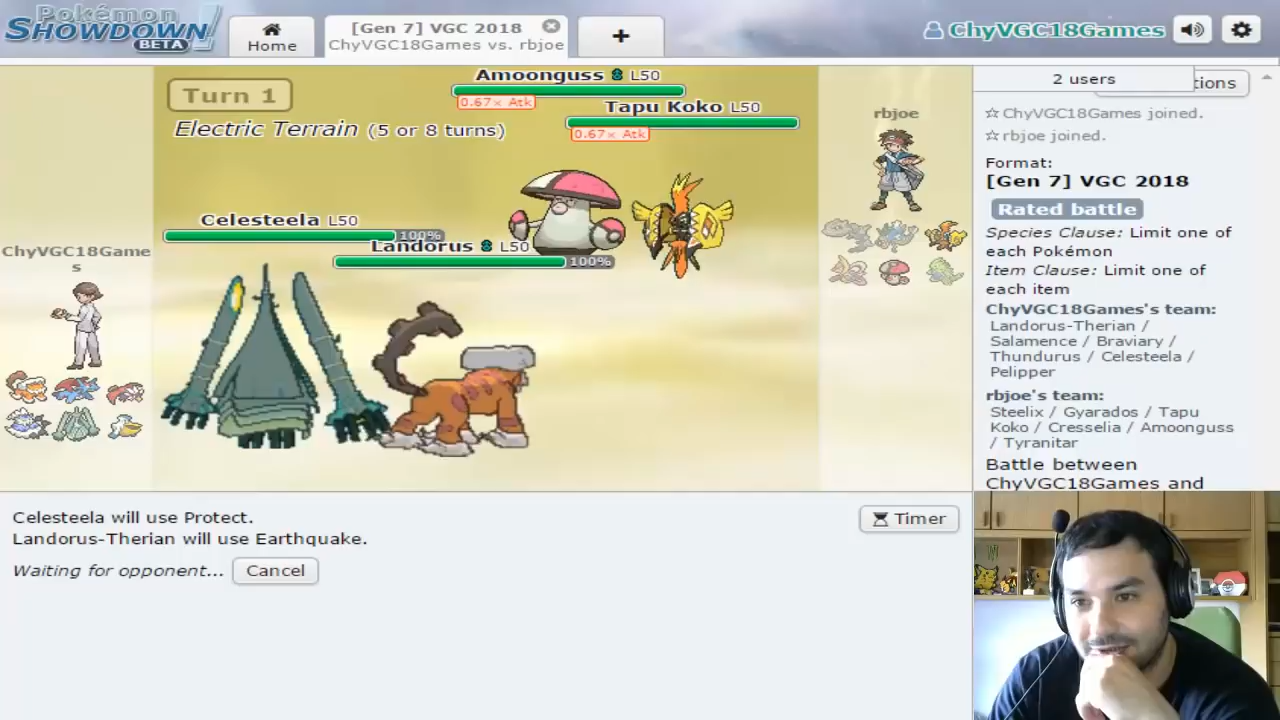 Pokémon
SHOWDOWN!
BETA
Home
[Gen 7] VGC 2018
ChyVGC18Games vs. rbjoe
+
ChyVGC18Games
Turn 1
Electric Terrain (5 or 8 turns)
Amoonguss L50
0.67× Atk
Tapu Koko L50
0.67× Atk
Celesteela L50
100%
Landorus L50
100%
ChyVGC18Game
s
rbjoe
2 users
tions
☆ChyVGC18Games joined.
☆rbjoe joined.
Format:
[Gen 7] VGC 2018
Rated battle
Species Clause: Limit one of
each Pokémon
Item Clause: Limit one of
each item
ChyVGC18Games's team:
Landorus-Therian /
Salamence / Braviary /
Thundurus / Celesteela /
Pelipper
rbjoe's team:
Steelix / Gyarados / Tapu
Koko / Cresselia / Amoonguss
/ Tyranitar
Battle between
ChyVGC18Games and
Celesteela will use Protect.
Landorus-Therian will use Earthquake.
Waiting for opponent... Cancel
Timer